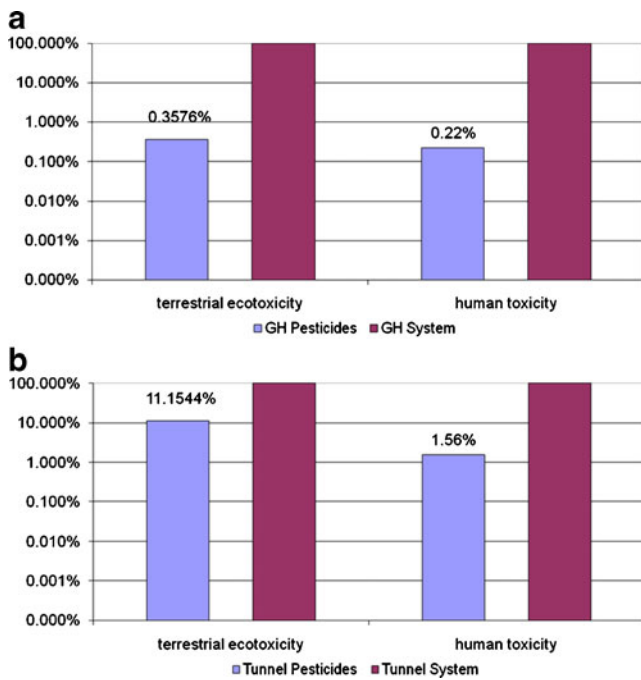 a
100.000%
100.000%
0.3576%
0.22%
1.000%
0.100%
0.010%
0.001%
0.000%
terrestrial ecotoxicity
human toxicity
GH Pesticides
GH System
b
100.000%
11.1544%
10.000%
1.56%
1.000%
0.100%
0.010%
0.001%
0.000%
terrestrial ecotoxicity
human toxicity
Tunnel Pesticides
Tunnel System